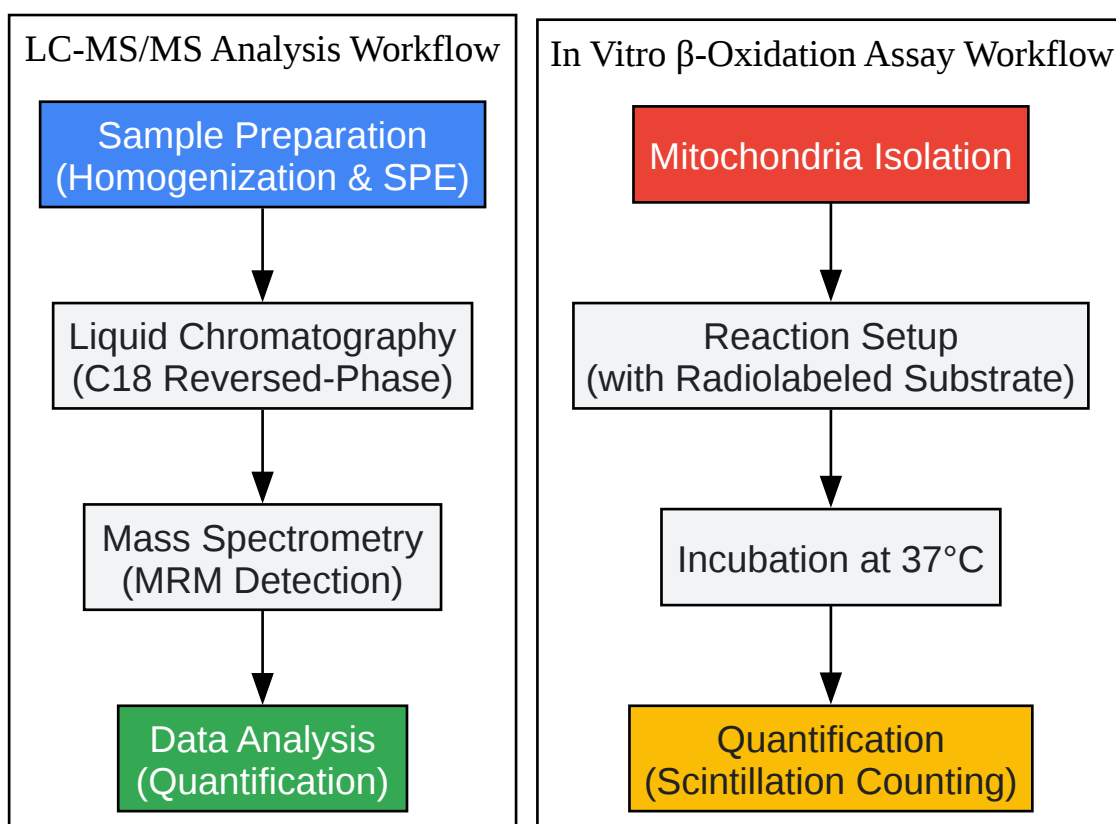 LC-MS/MS Analysis Workflow
Sample Preparation
(Homogenization & SPE)
Liquid Chromatography
(C18 Reversed-Phase)
Mass Spectrometry
(MRM Detection)
Data Analysis
(Quantification)
In Vitro β-Oxidation Assay Workflow
Mitochondria Isolation
Reaction Setup
(with Radiolabeled Substrate)
Incubation at 37°C
Quantification
(Scintillation Counting)